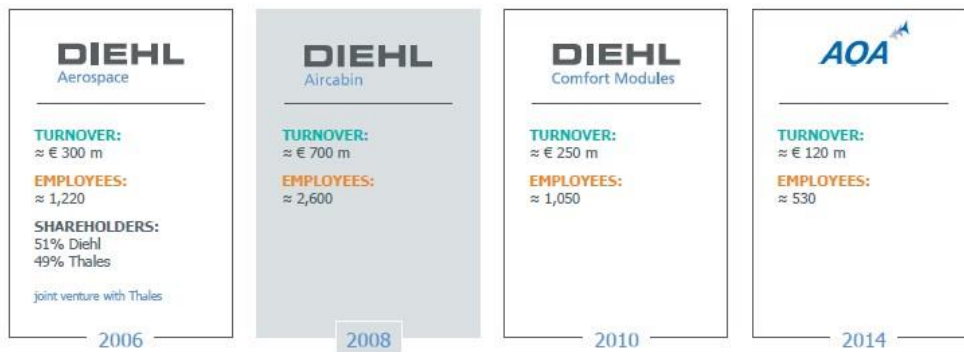 DIEHL
Aerospace
TURNOVER:
≈ € 300 m
EMPLOYEES:
≈ 1,220
SHAREHOLDERS:
51% Diehl
49% Thales
joint venture with Thales
2006
DIEHL
Aircabin
TURNOVER:
≈ € 700 m
EMPLOYEES:
≈ 2,600
2008
DIEHL
Comfort Modules
TURNOVER:
≈ € 250 m
EMPLOYEES:
≈ 1,050
2010
AOA
TURNOVER:
≈ € 120 m
EMPLOYEES:
≈ 530
2014